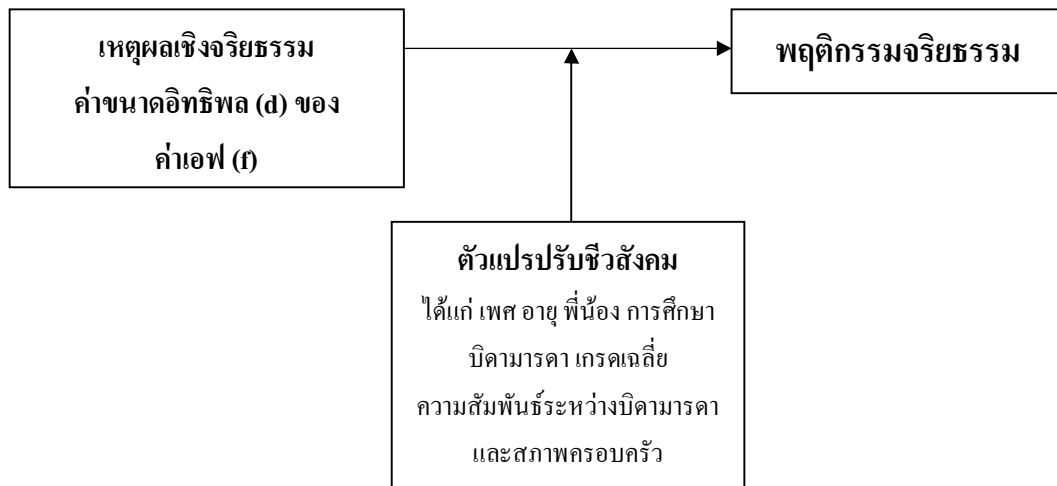 เหตุผลเชิงจริยธรรม
ค่าขนาดอิทธิพล (d) ของ
ค่าเอฟ (f)
พฤติกรรมจริยธรรม
ตัวแปรปรับชีวสังคม
ได้แก่ เพศ อายุ พี่น้อง การศึกษา
บิดามารดา เกรดเฉลี่ย
ความสัมพันธ์ระหว่างบิดามารดา
และสภาพครอบครัว